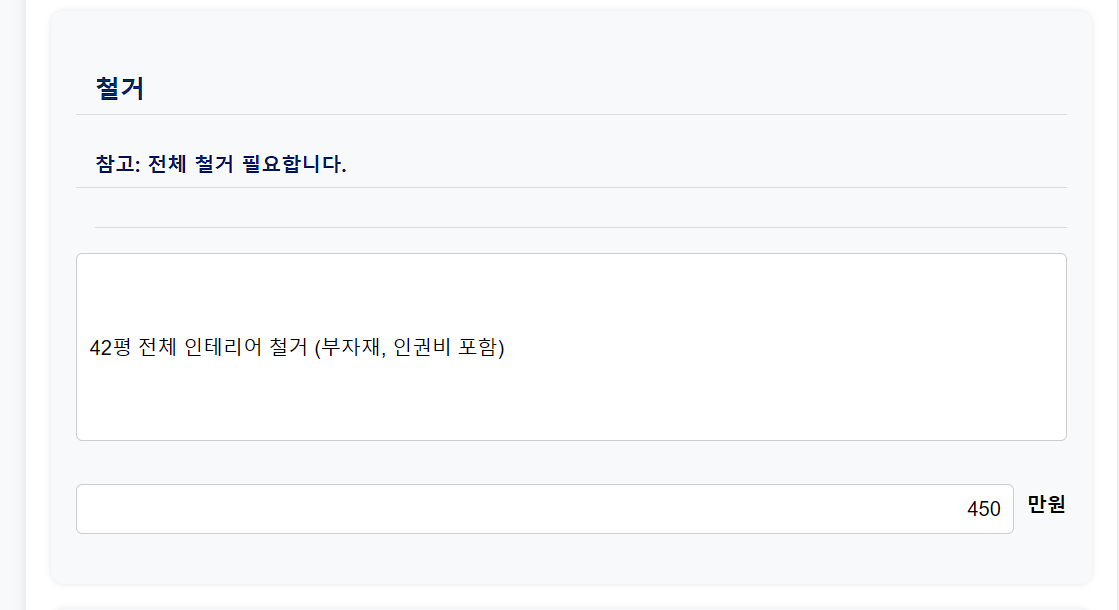 철거
참고: 전체 철거 필요합니다.
42평 전체 인테리어 철거 (부자재, 인권비 포함)
450 만원